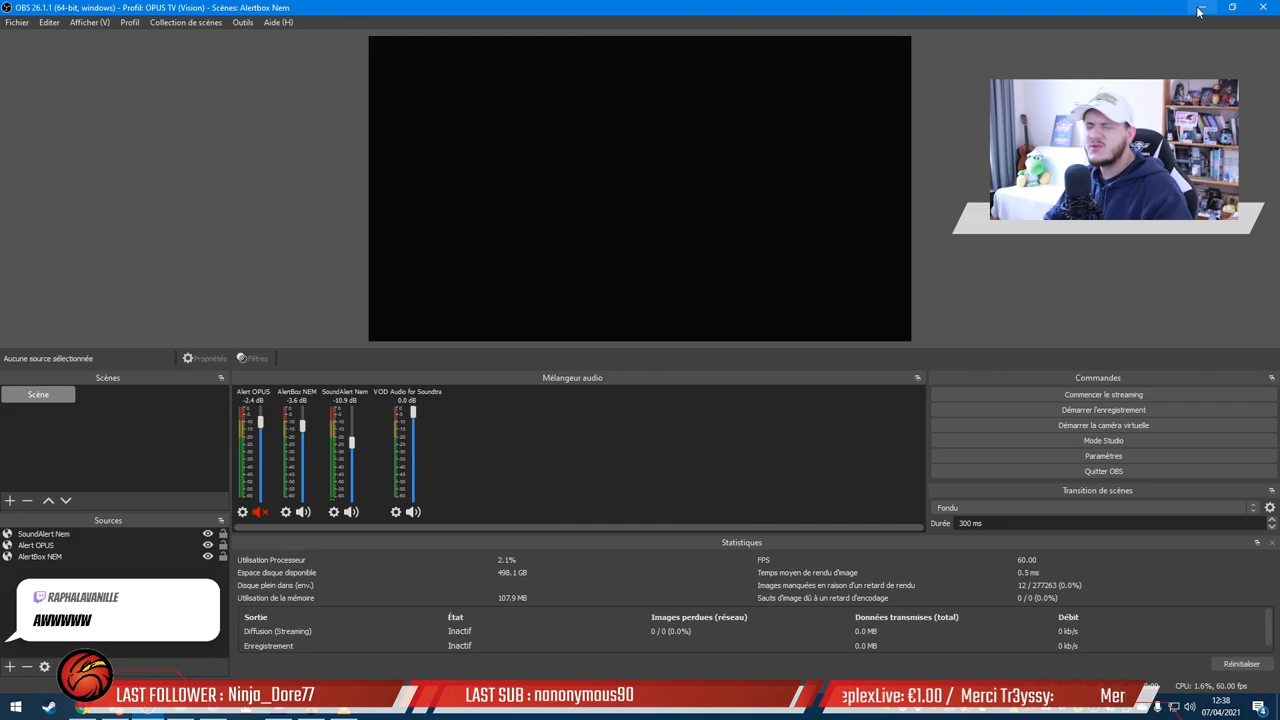 OBS 26.1.1 (64-bit, windows) - Profil: OPUS TV (Vision) - Scènes: Alertbox Nem
Fichier Editer Afficher (V) Profil Collection de scènes Outils Aide (H)
Aucune source sélectionnée Propriétés Filtres
Scènes
Scène
Sources
SoundAlert Nem
Alert OPUS
AlertBox NEM
Mélangeur audio
Alert OPUS AlertBox NEM SoundAlert Nem VOD Audio for Soundtra
-2.4 dB -3.6 dB -10.9 dB 0.0 dB
Commandes
Commencer le streaming
Démarrer l'enregistrement
Démarrer la caméra virtuelle
Mode Studio
Paramètres
Quitter OBS
Transition de scènes
Fondu
Durée 300 ms
Statistiques
Utilisation Processeur 2.1% FPS 60.00
Espace disque disponible 498.1 GB Temps moyen de rendu d'image 0.5 ms
Disque plein dans (env.) Images manquées en raison d'un retard de rendu 12 / 277263 (0.0%)
Utilisation de la mémoire 107.9 MB Sauts d'image dû à un retard d'encodage 0 / 0 (0.0%)
Sortie État Images perdues (réseau) Données transmises (total) Débit
Diffusion (Streaming) Inactif 0 / 0 (0.0%) 0.0 MB 0 kb/s
Enregistrement Inactif 0.0 MB 0 kb/s
Réinitialiser
CPU: 1.6%, 60.00 fps
RAPHALAVANILLE
AWWWWW
LAST FOLLOWER : Ninja_Dore77 LAST SUB : nononymous90 eplexLive: €1.00 / Merci Tr3yssy: Mer
12:38
07/04/2021